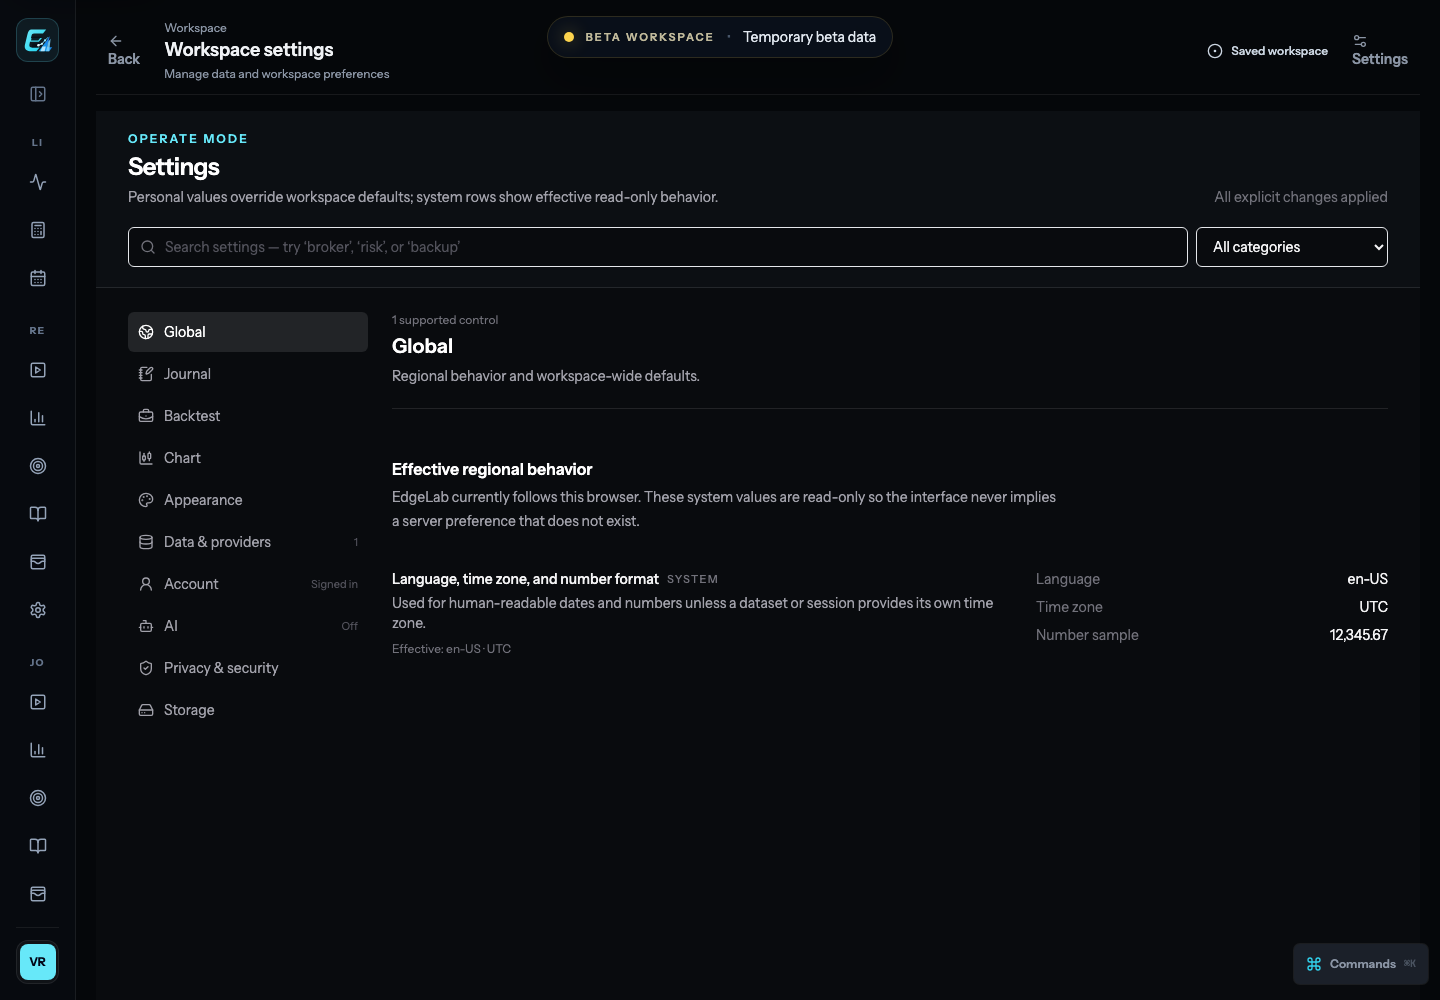 LI
RE
JO
VR
Back
Workspace
Workspace settings
Manage data and workspace preferences
BETA WORKSPACE · Temporary beta data
Saved workspace
Settings
OPERATE MODE
Settings
Personal values override workspace defaults; system rows show effective read-only behavior.
All explicit changes applied
Search settings — try ‘broker’, ‘risk’, or ‘backup’
All categories
Global
Journal
Backtest
Chart
Appearance
Data & providers 1
Account Signed in
AI Off
Privacy & security
Storage
1 supported control
Global
Regional behavior and workspace-wide defaults.
Effective regional behavior
EdgeLab currently follows this browser. These system values are read-only so the interface never implies
a server preference that does not exist.
Language, time zone, and number format SYSTEM
Used for human-readable dates and numbers unless a dataset or session provides its own time
zone.
Effective: en-US · UTC
Language en-US
Time zone UTC
Number sample 12,345.67
Commands ⌘K